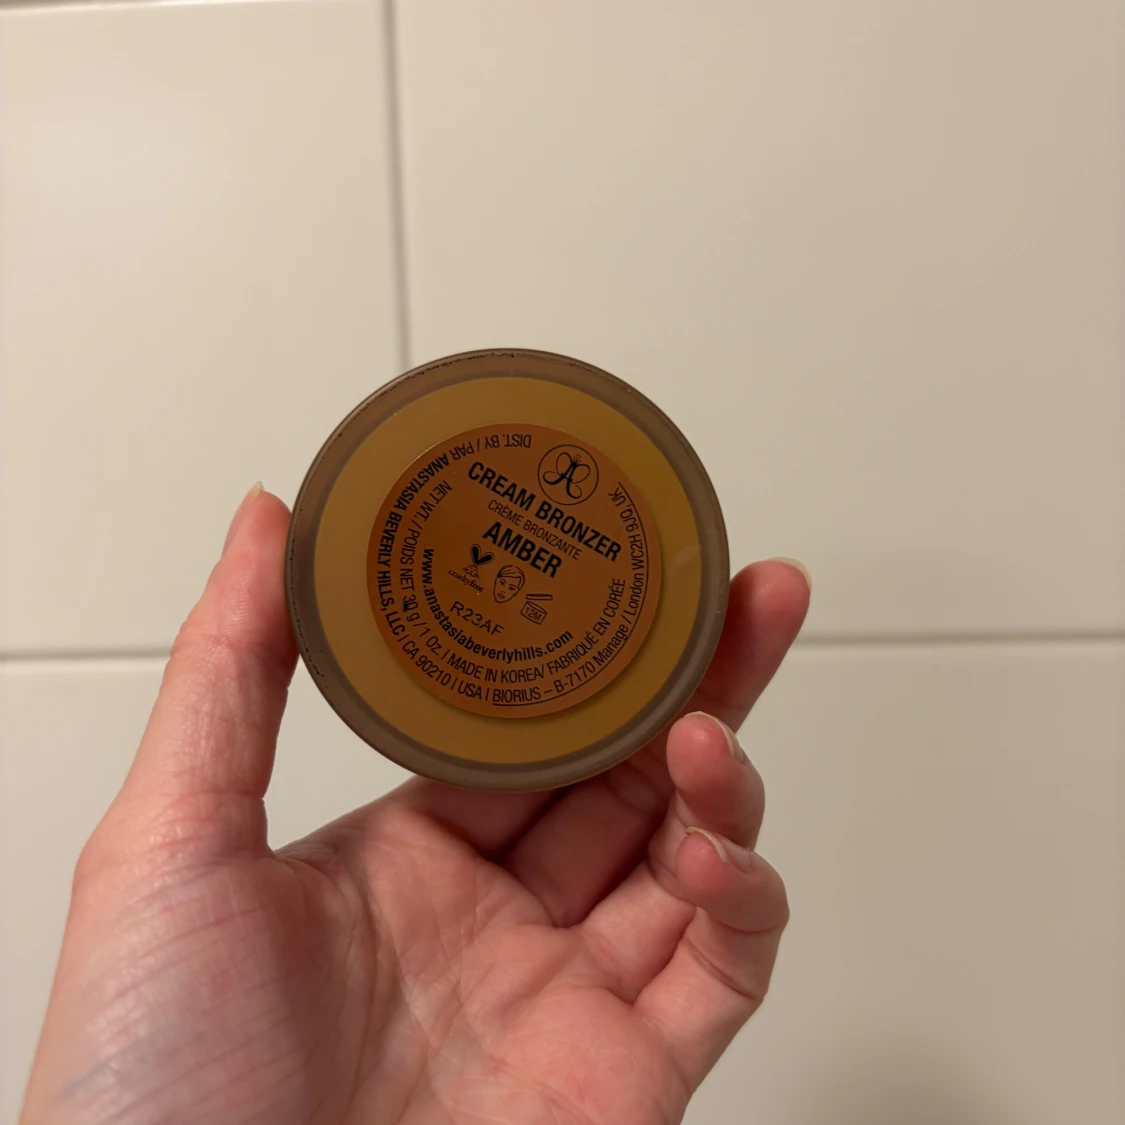 CREAM BRONZER
CRÈME BRONZANTE
AMBER
cruelty free
12M
R23AF
www.anastasiabeverlyhills.com
NET WT. / POIDS NET 30 g / 1 Oz. | MADE IN KOREA/ FABRIQUÉ EN CORÉE
DIST. BY / PAR ANASTASIA BEVERLY HILLS, LLC | CA 90210 | USA | BIORIUS – B-7170 Manage / London WC2H 9JQ, UK.